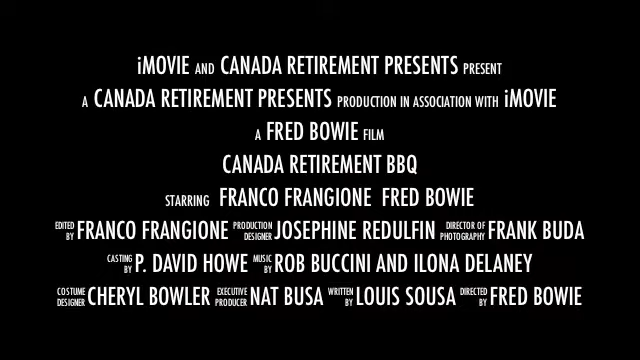 iMOVIE AND CANADA RETIREMENT PRESENTS PRESENT
A CANADA RETIREMENT PRESENTS PRODUCTION IN ASSOCIATION WITH iMOVIE
A FRED BOWIE FILM
CANADA RETIREMENT BBQ
STARRING FRANCO FRANGIONE FRED BOWIE
EDITED BY FRANCO FRANGIONE PRODUCTION DESIGNER JOSEPHINE REDULFIN DIRECTOR OF PHOTOGRAPHY FRANK BUDA
CASTING BY P. DAVID HOWE MUSIC BY ROB BUCCINI AND ILONA DELANEY
COSTUME DESIGNER CHERYL BOWLER EXECUTIVE PRODUCER NAT BUSA WRITTEN BY LOUIS SOUSA DIRECTED BY FRED BOWIE